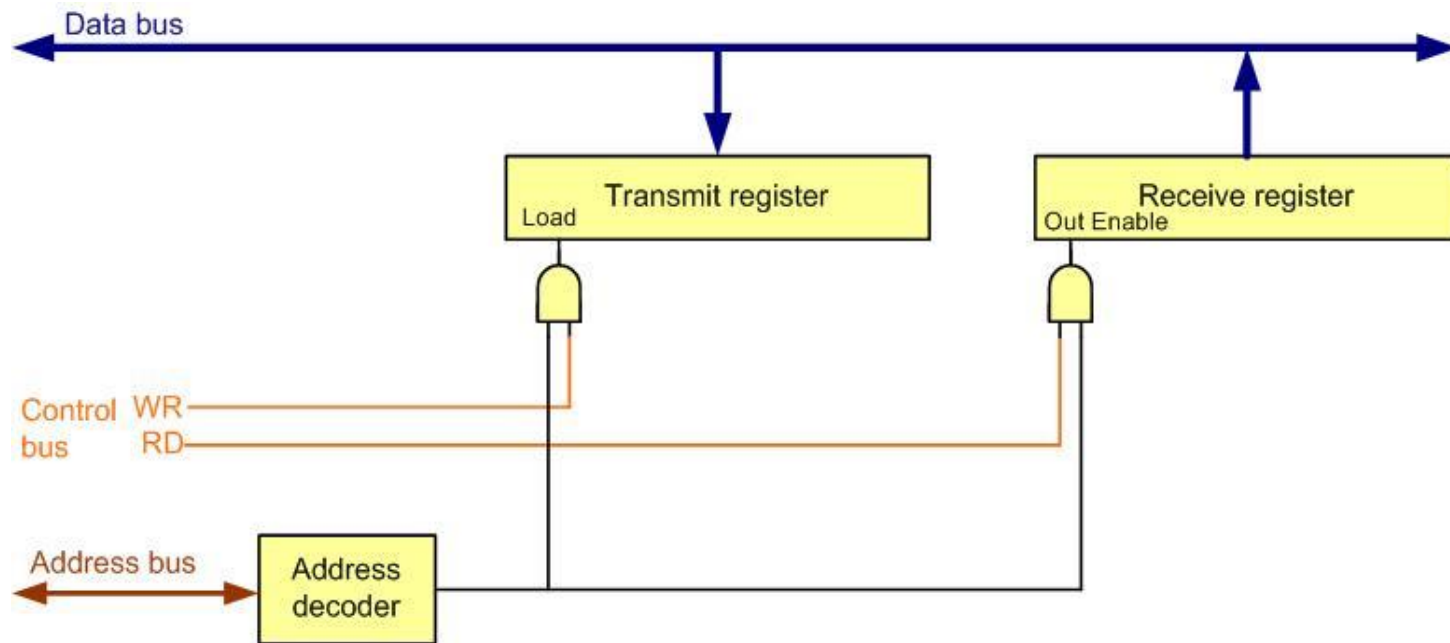 Data bus
Transmit register
Load
Receive register
Out Enable
Control WR
bus RD
Address bus
Address
decoder